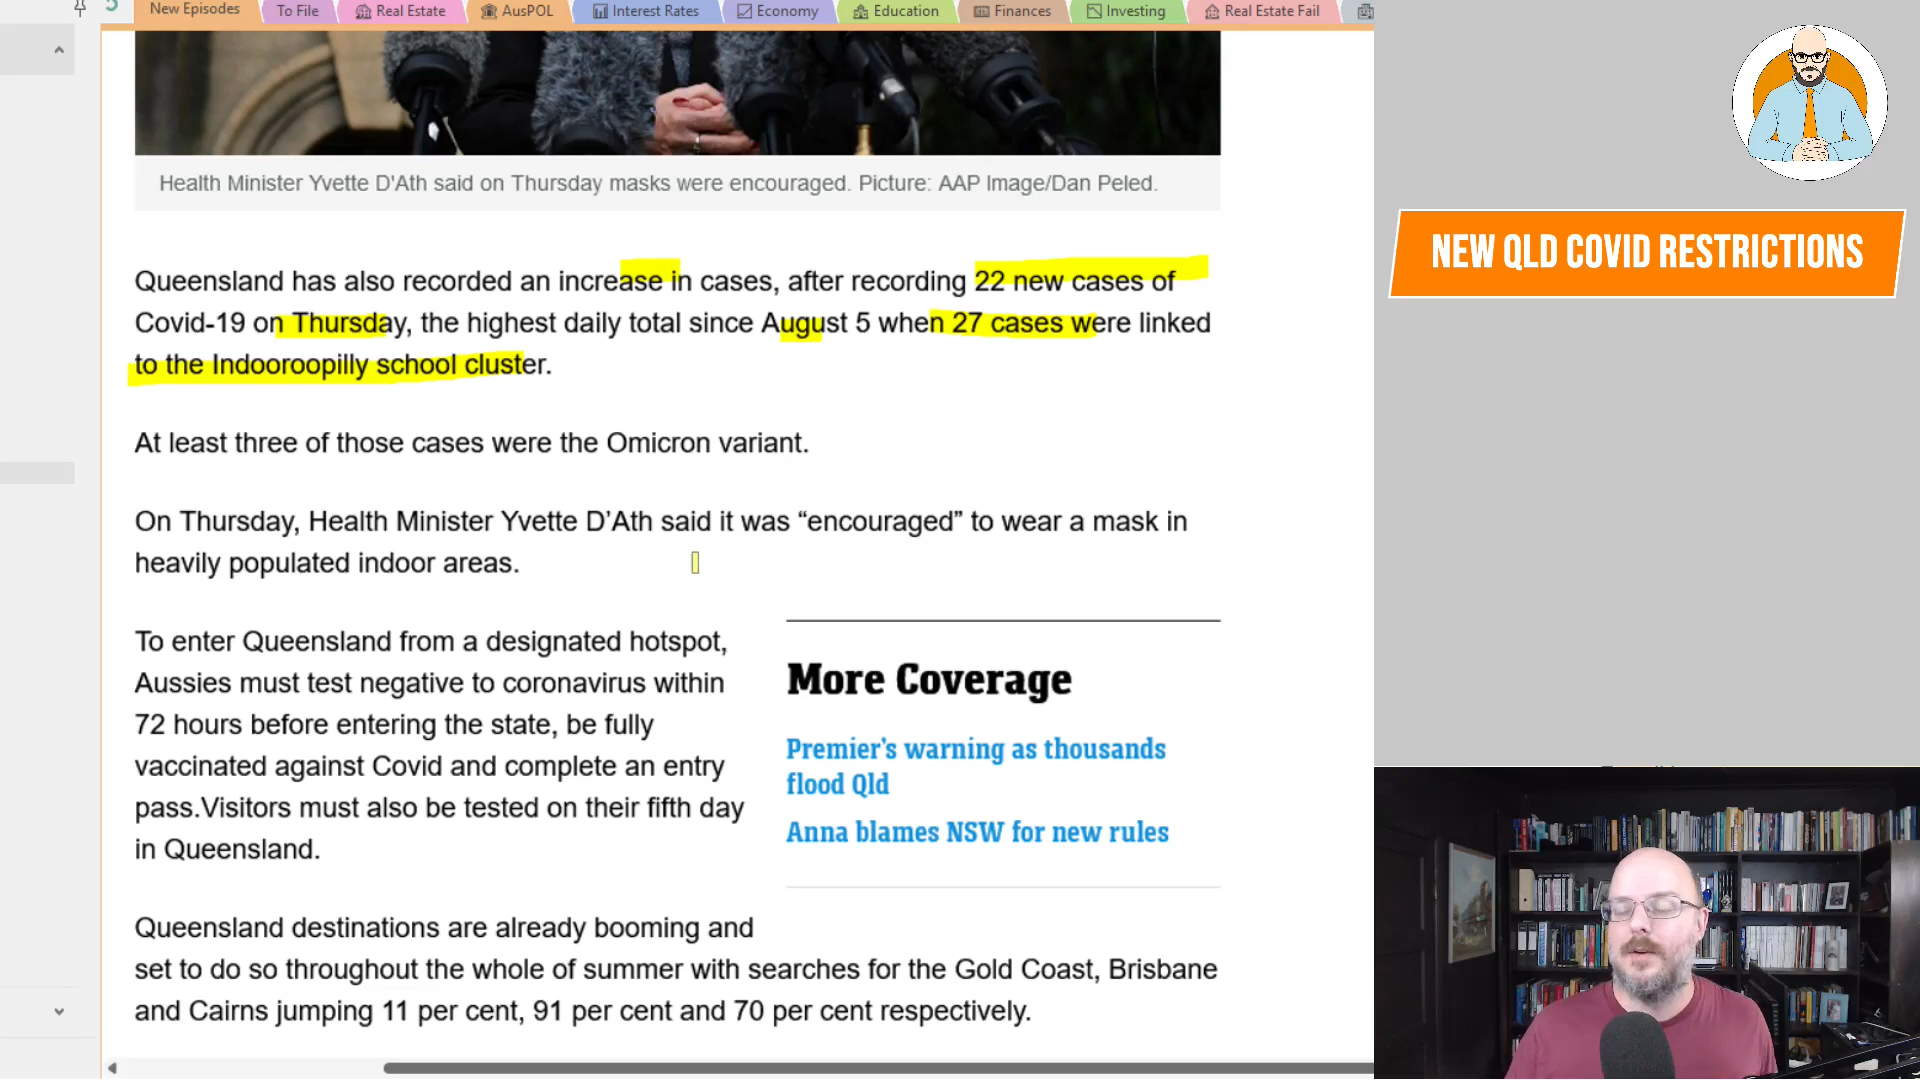 New Episodes
To File
Real Estate
AusPOL
Interest Rates
Economy
Education
Finances
Investing
Real Estate Fail
Health Minister Yvette D'Ath said on Thursday masks were encouraged. Picture: AAP Image/Dan Peled.
NEW QLD COVID RESTRICTIONS
Queensland has also recorded an increase in cases, after recording 22 new cases of
Covid-19 on Thursday, the highest daily total since August 5 when 27 cases were linked
to the Indooroopilly school cluster.
At least three of those cases were the Omicron variant.
On Thursday, Health Minister Yvette D’Ath said it was “encouraged” to wear a mask in
heavily populated indoor areas.
To enter Queensland from a designated hotspot,
Aussies must test negative to coronavirus within
72 hours before entering the state, be fully
vaccinated against Covid and complete an entry
pass.Visitors must also be tested on their fifth day
in Queensland.
More Coverage
Premier’s warning as thousands
flood Qld
Anna blames NSW for new rules
Queensland destinations are already booming and
set to do so throughout the whole of summer with searches for the Gold Coast, Brisbane
and Cairns jumping 11 per cent, 91 per cent and 70 per cent respectively.